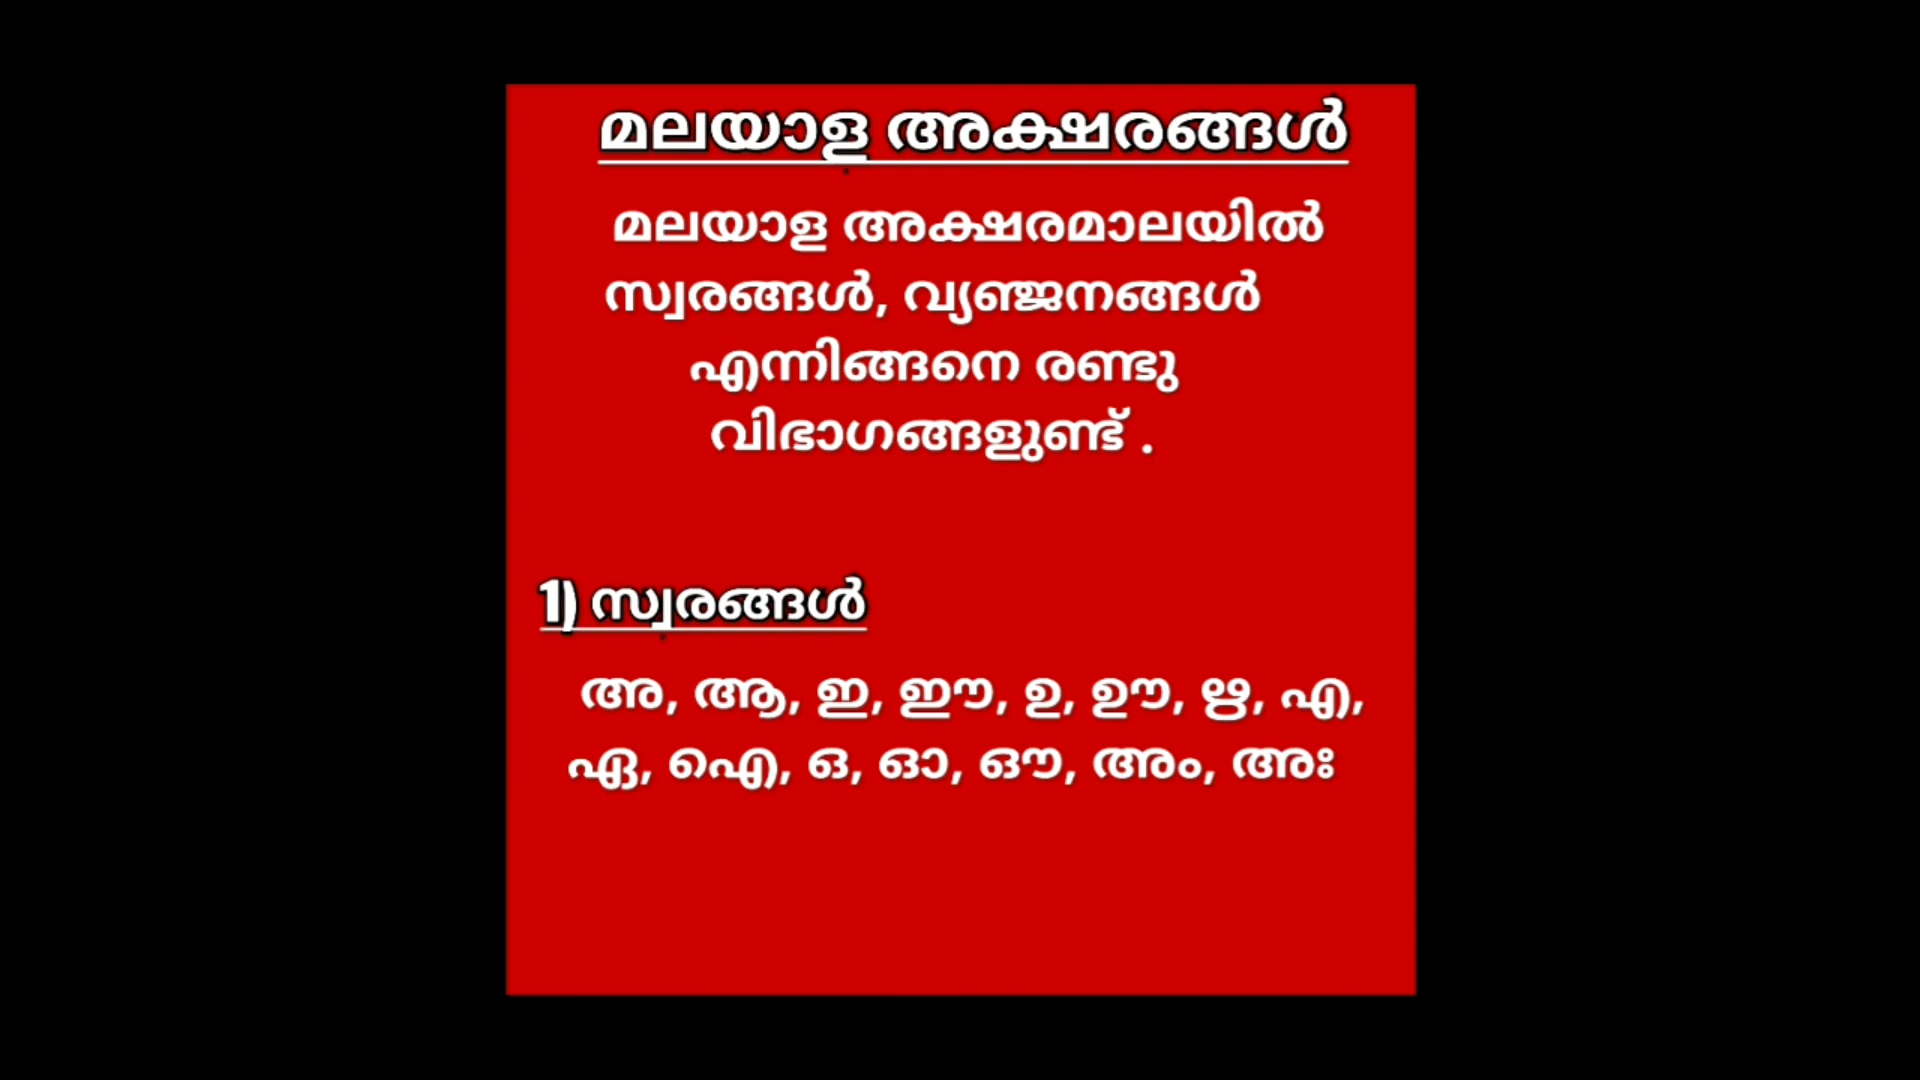 മലയാള അക്ഷരങ്ങൾ
മലയാള അക്ഷരമാലയിൽ
സ്വരങ്ങൾ, വ്യഞ്ജനങ്ങൾ
എന്നിങ്ങനെ രണ്ടു
വിഭാഗങ്ങളുണ്ട് .
1) സ്വരങ്ങൾ
അ, ആ, ഇ, ഈ, ഉ, ഊ, ഋ, എ,
ഏ, ഐ, ഒ, ഓ, ഔ, അം, അഃ